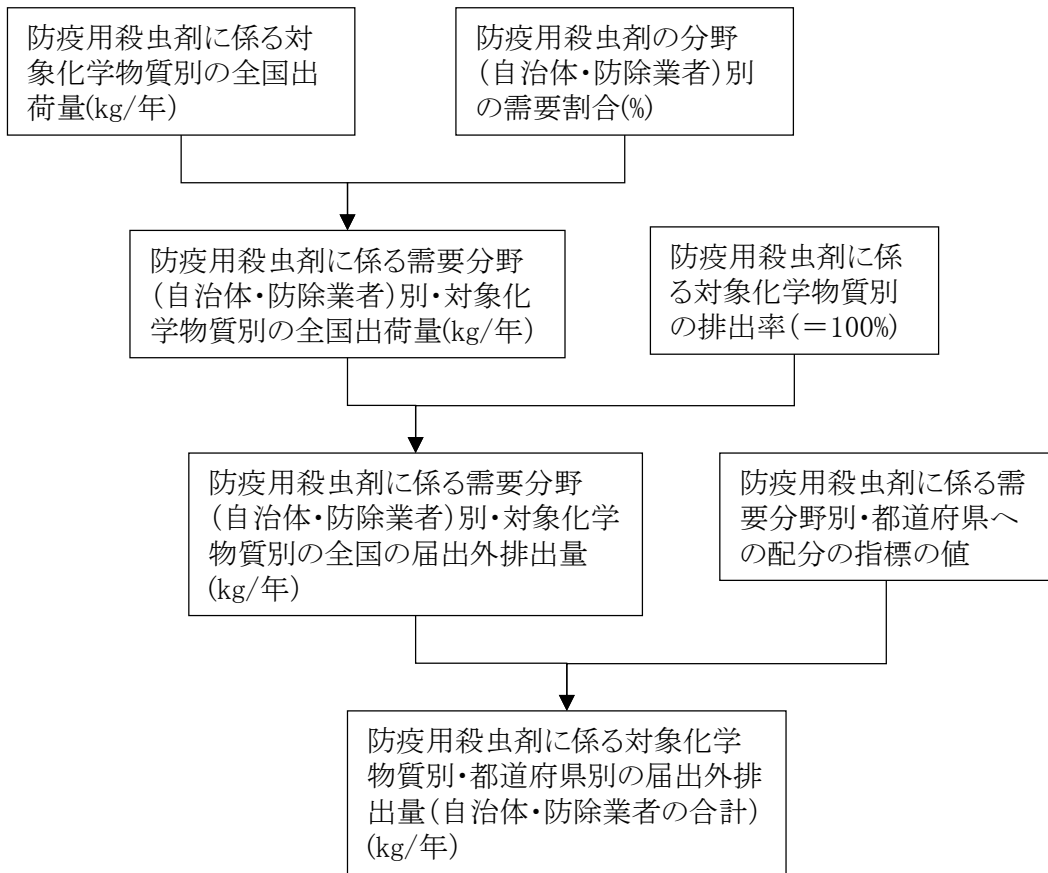 防疫用殺虫剤に係る対
象化学物質別の全国出
荷量(kg/年)
防疫用殺虫剤の分野
(自治体・防除業者)別
の需要割合(%)
防疫用殺虫剤に係る需要分野
(自治体・防除業者)別・対象化
学物質別の全国出荷量(kg/年)
防疫用殺虫剤に係
る対象化学物質別
の排出率(=100%)
防疫用殺虫剤に係る需要分野
(自治体・防除業者)別・対象化学
物質別の全国の届出外排出量
(kg/年)
防疫用殺虫剤に係る需
要分野別・都道府県へ
の配分の指標の値
防疫用殺虫剤に係る対象化学
物質別・都道府県別の届出外排
出量(自治体・防除業者の合計)
(kg/年)